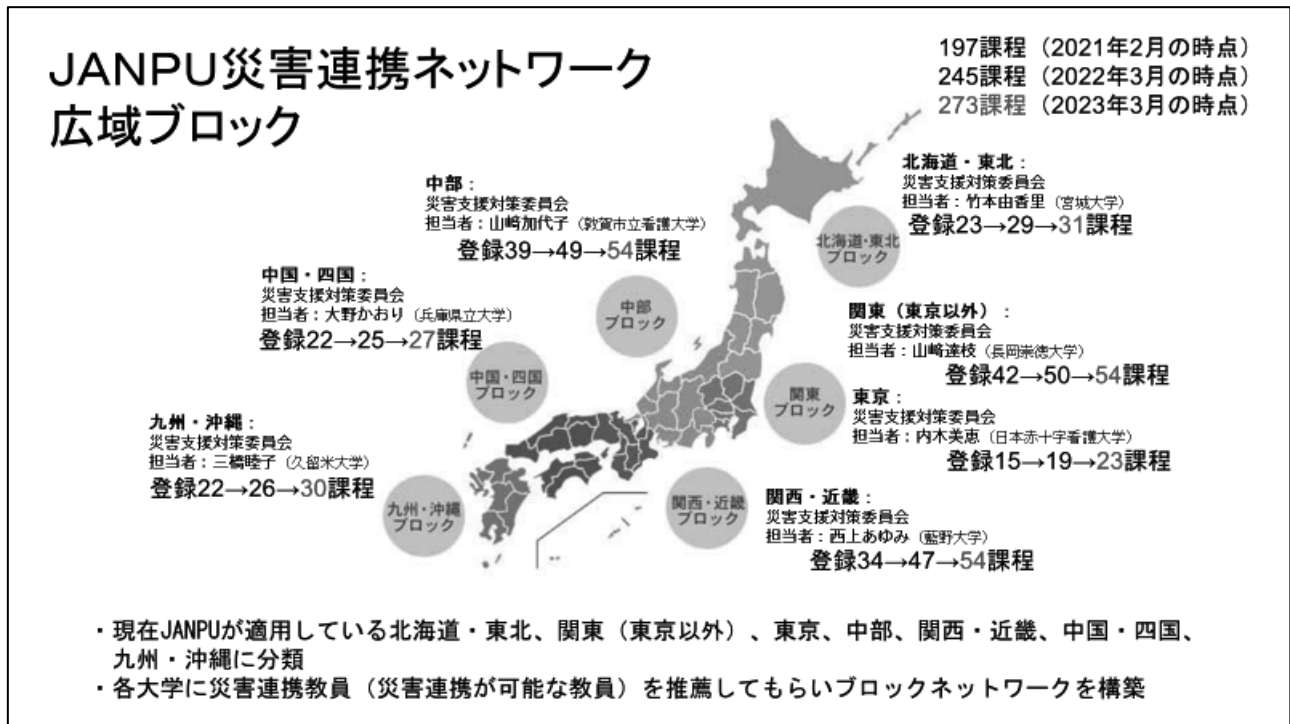 JANPU災害連携ネットワーク
広域ブロック
197課程（2021年2月の時点）
245課程（2022年3月の時点）
273課程（2023年3月の時点）
北海道・東北：
災害支援対策委員会
担当者：竹本由香里（宮城大学）
登録23→29→31課程
北海道・東北
ブロック
中部：
災害支援対策委員会
担当者：山﨑加代子（敦賀市立看護大学）
登録39→49→54課程
中部
ブロック
中国・四国：
災害支援対策委員会
担当者：大野かおり（兵庫県立大学）
登録22→25→27課程
中国・四国
ブロック
関東（東京以外）：
災害支援対策委員会
担当者：山﨑達枝（長岡崇徳大学）
登録42→50→54課程
関東
ブロック
東京：
災害支援対策委員会
担当者：内木美恵（日本赤十字看護大学）
登録15→19→23課程
九州・沖縄：
災害支援対策委員会
担当者：三橋睦子（久留米大学）
登録22→26→30課程
九州・沖縄
ブロック
関西・近畿
ブロック
関西・近畿：
災害支援対策委員会
担当者：西上あゆみ（藍野大学）
登録34→47→54課程
・現在JANPUが適用している北海道・東北、関東（東京以外）、東京、中部、関西・近畿、中国・四国、
九州・沖縄に分類
・各大学に災害連携教員（災害連携が可能な教員）を推薦してもらいブロックネットワークを構築